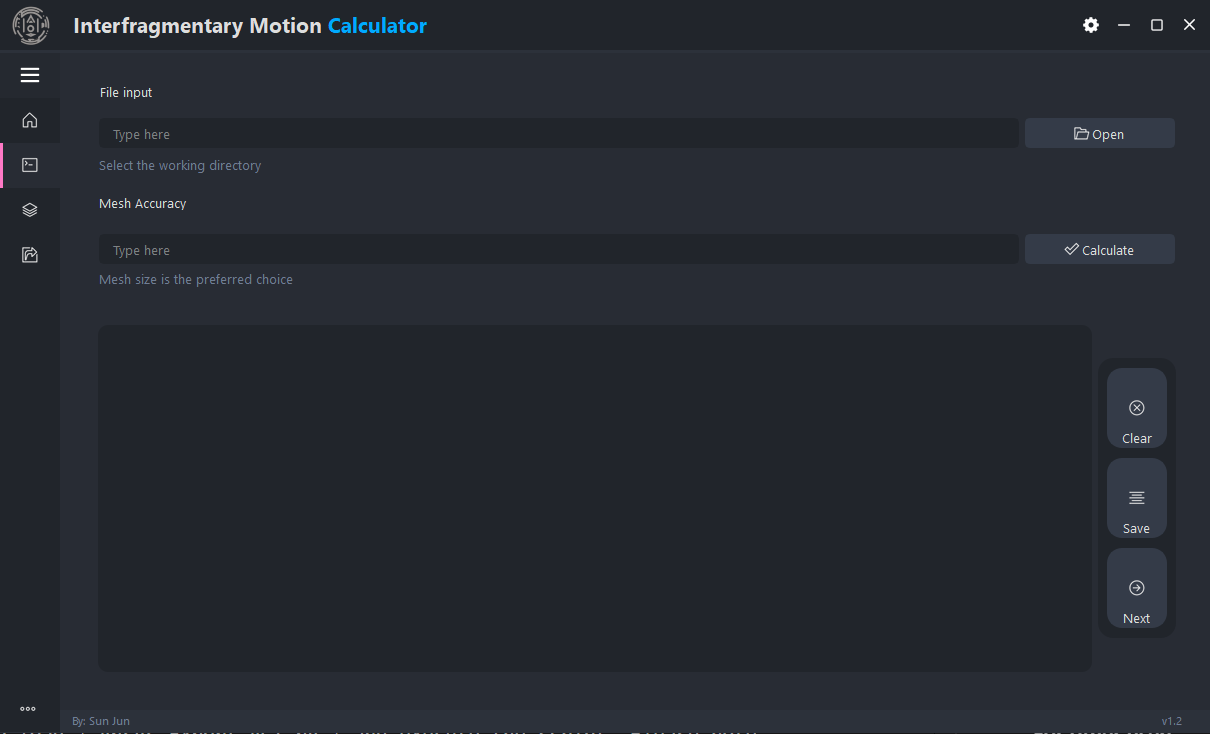 Interfragmentary Motion Calculator
File input
Type here
Open
Select the working directory
Mesh Accuracy
Type here
Calculate
Mesh size is the preferred choice
Clear
Save
Next
By: Sun Jun
v1.2